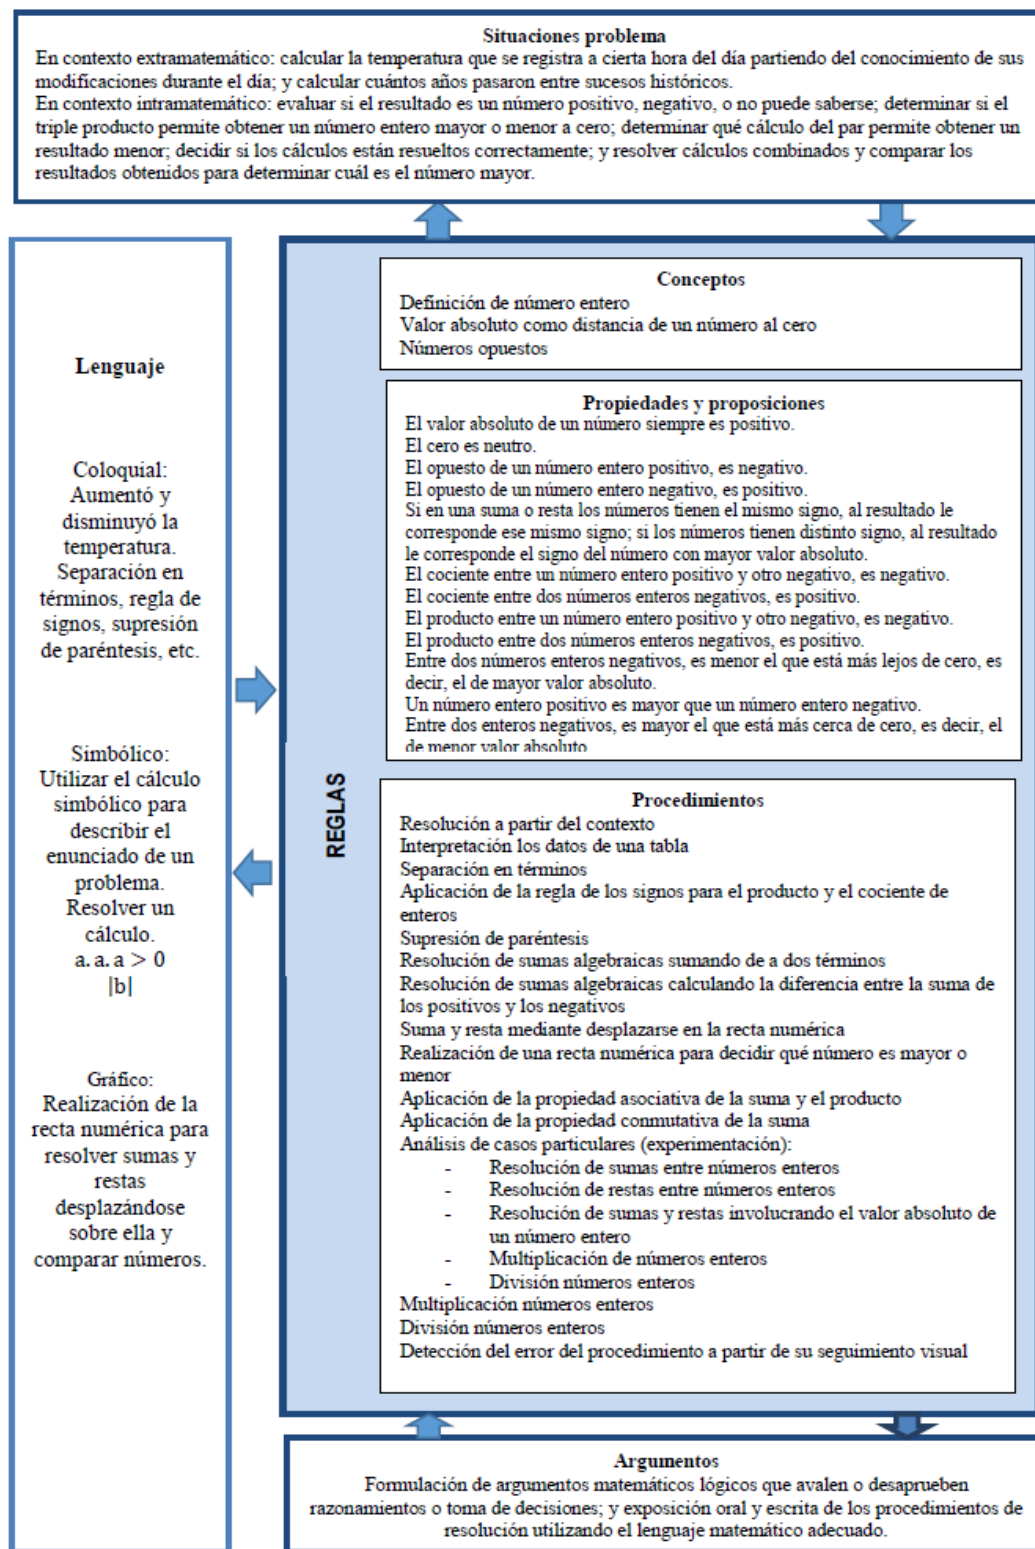 Situaciones problema
En contexto extramatemático: calcular la temperatura que se registra a cierta hora del día partiendo del conocimiento de sus
modificaciones durante el día; y calcular cuántos años pasaron entre sucesos históricos.
En contexto intramatemático: evaluar si el resultado es un número positivo, negativo, o no puede saberse; determinar si el
triple producto permite obtener un número entero mayor o menor a cero; determinar qué cálculo del par permite obtener un
resultado menor; decidir si los cálculos están resueltos correctamente; y resolver cálculos combinados y comparar los
resultados obtenidos para determinar cuál es el número mayor.
Lenguaje
Coloquial:
Aumentó y
disminuyó la
temperatura.
Separación en
términos, regla de
signos, supresión
de paréntesis, etc.
Simbólico:
Utilizar el cálculo
simbólico para
describir el
enunciado de un
problema.
Resolver un
cálculo.
a. a. a > 0
|b|
Gráfico:
Realización de la
recta numérica para
resolver sumas y
restas
desplazándose
sobre ella y
comparar números.
REGLAS
Conceptos
Definición de número entero
Valor absoluto como distancia de un número al cero
Números opuestos
Propiedades y proposiciones
El valor absoluto de un número siempre es positivo.
El cero es neutro.
El opuesto de un número entero positivo, es negativo.
El opuesto de un número entero negativo, es positivo.
Si en una suma o resta los números tienen el mismo signo, al resultado le
corresponde ese mismo signo; si los números tienen distinto signo, al resultado
le corresponde el signo del número con mayor valor absoluto.
El cociente entre un número entero positivo y otro negativo, es negativo.
El cociente entre dos números enteros negativos, es positivo.
El producto entre un número entero positivo y otro negativo, es negativo.
El producto entre dos números enteros negativos, es positivo.
Entre dos números enteros negativos, es menor el que está más lejos de cero, es
decir, el de mayor valor absoluto.
Un número entero positivo es mayor que un número entero negativo.
Entre dos enteros negativos, es mayor el que está más cerca de cero, es decir, el
de menor valor absoluto
Procedimientos
Resolución a partir del contexto
Interpretación los datos de una tabla
Separación en términos
Aplicación de la regla de los signos para el producto y el cociente de
enteros
Supresión de paréntesis
Resolución de sumas algebraicas sumando de a dos términos
Resolución de sumas algebraicas calculando la diferencia entre la suma de
los positivos y los negativos
Suma y resta mediante desplazarse en la recta numérica
Realización de una recta numérica para decidir qué número es mayor o
menor
Aplicación de la propiedad asociativa de la suma y el producto
Aplicación de la propiedad conmutativa de la suma
Análisis de casos particulares (experimentación):
- Resolución de sumas entre números enteros
- Resolución de restas entre números enteros
- Resolución de sumas y restas involucrando el valor absoluto de
un número entero
- Multiplicación de números enteros
- División números enteros
Multiplicación números enteros
División números enteros
Detección del error del procedimiento a partir de su seguimiento visual
Argumentos
Formulación de argumentos matemáticos lógicos que avalen o desaprueben
razonamientos o toma de decisiones; y exposición oral y escrita de los procedimientos de
resolución utilizando el lenguaje matemático adecuado.